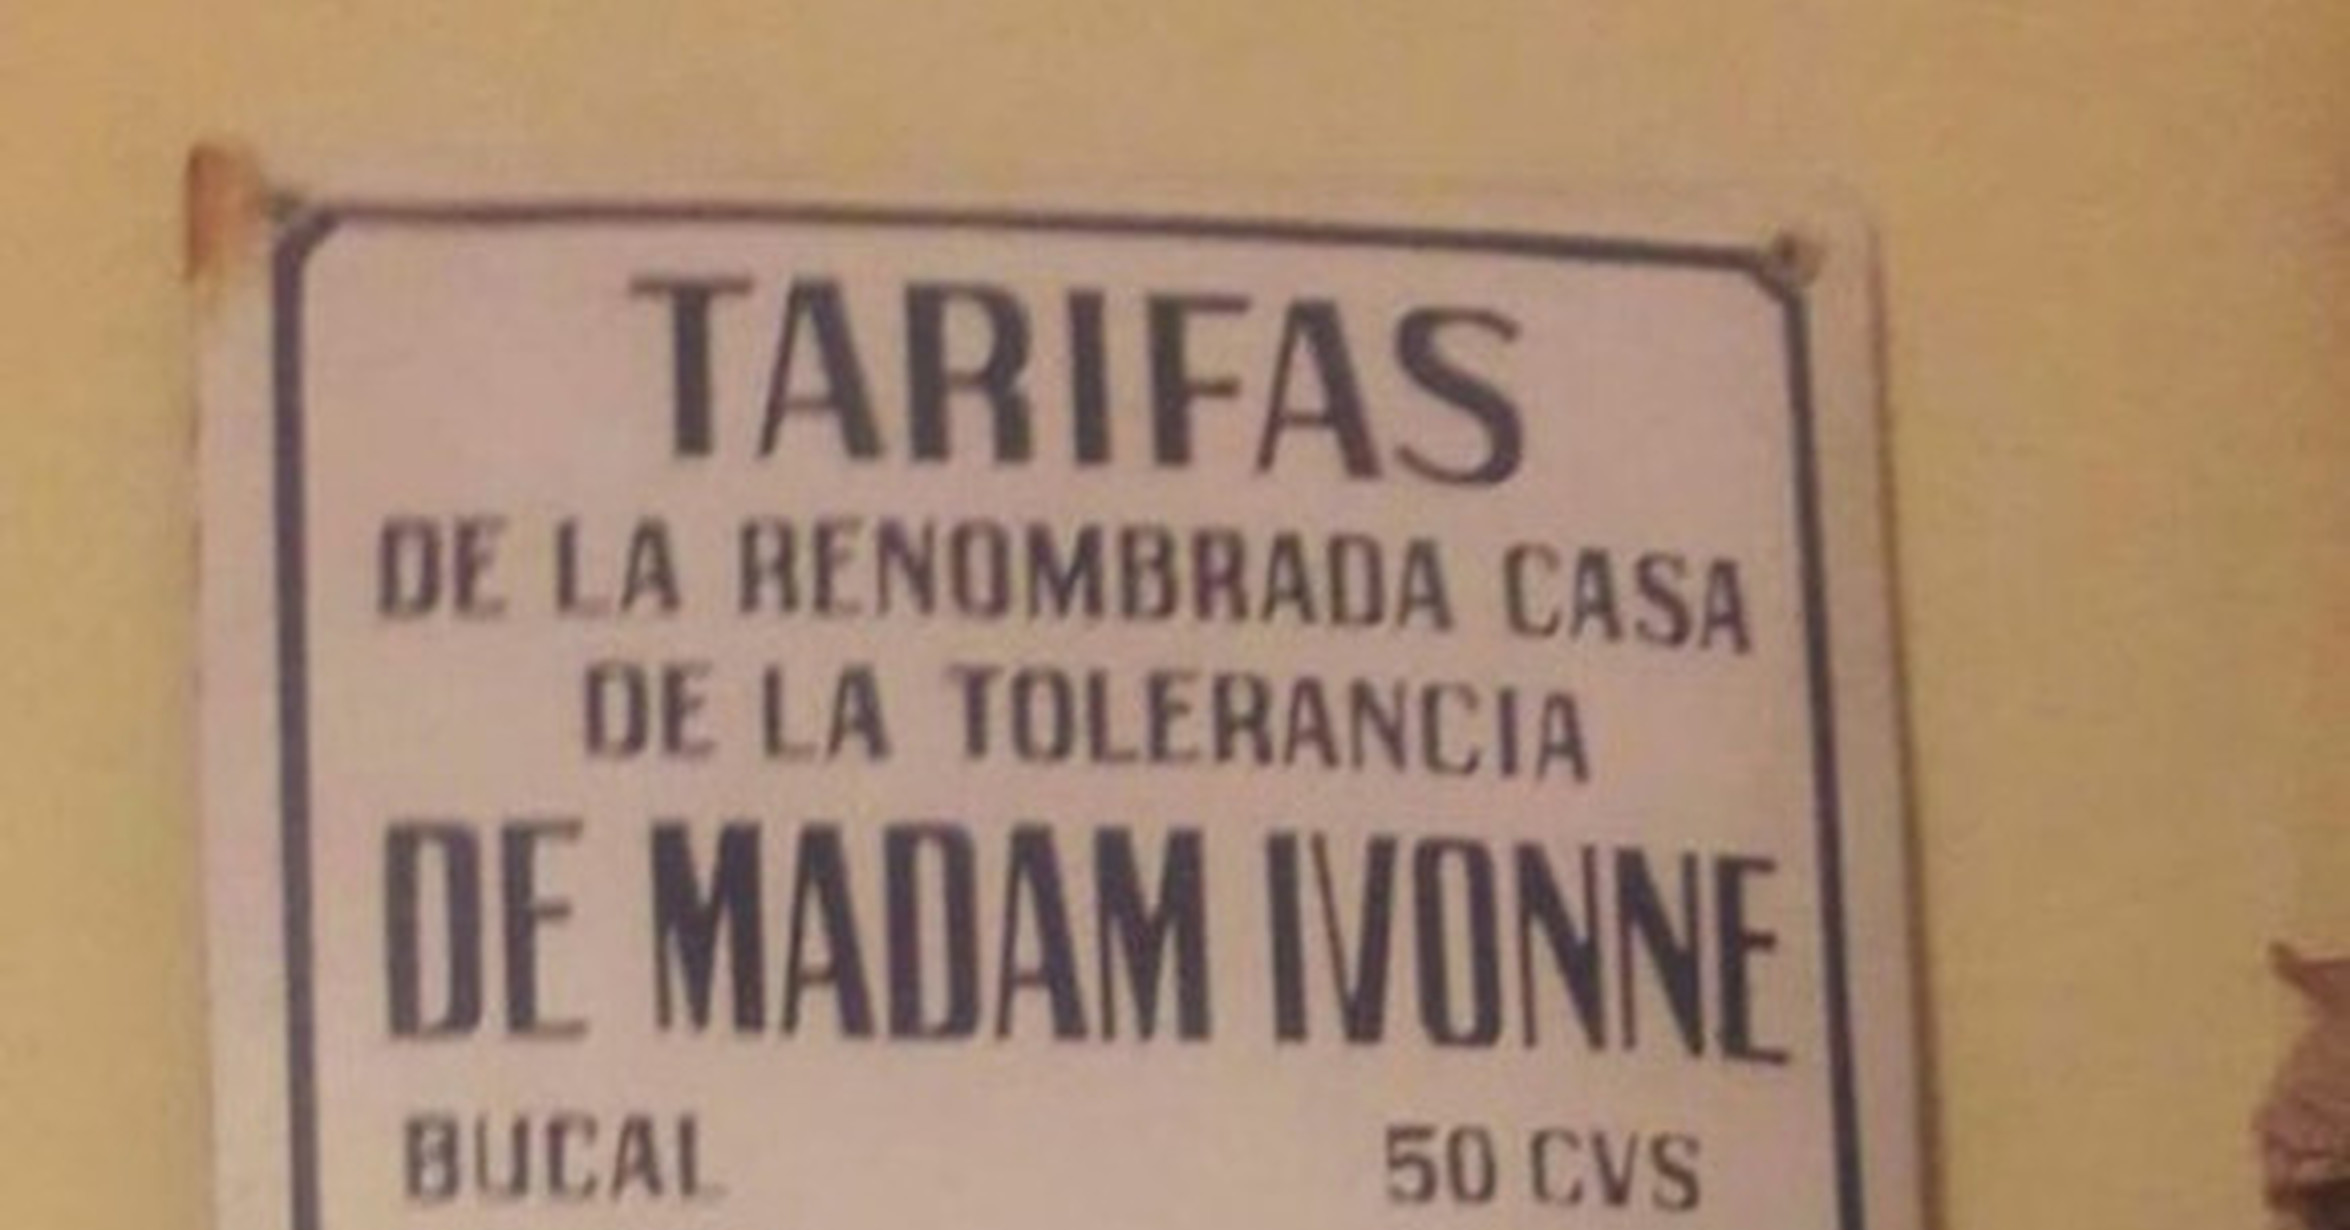 TARIFAS
DE LA RENOMBRADA CASA
DE LA TOLERANCIA
DE MADAM IVONNE
BUCAL 50 CVS